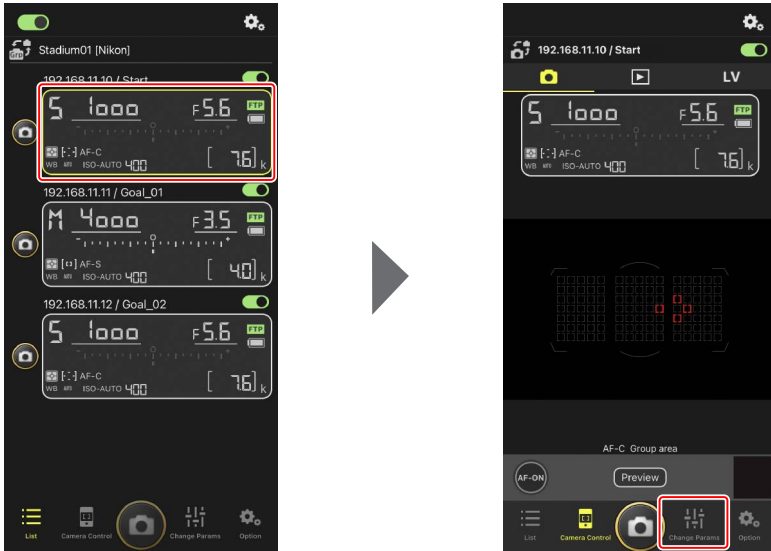 Stadium01 [Nikon]
192.168.11.10 / Start
S 1000 F5.6 FTP
AF-C
WB AUTO ISO-AUTO 400 [ 7.6] k
192.168.11.11 / Goal_01
M 4000 F3.5 FTP
AF-S
WB AUTO ISO-AUTO 400 [ 4.0] k
192.168.11.12 / Goal_02
S 1000 F5.6 FTP
AF-C
WB AUTO ISO-AUTO 400 [ 7.6] k
List Camera Control Change Params Option
192.168.11.10 / Start
LV
S 1000 F5.6 FTP
AF-C
WB AUTO ISO-AUTO 400 [ 7.6] k
AF-C Group area
AF-ON Preview
List Camera Control Change Params Option